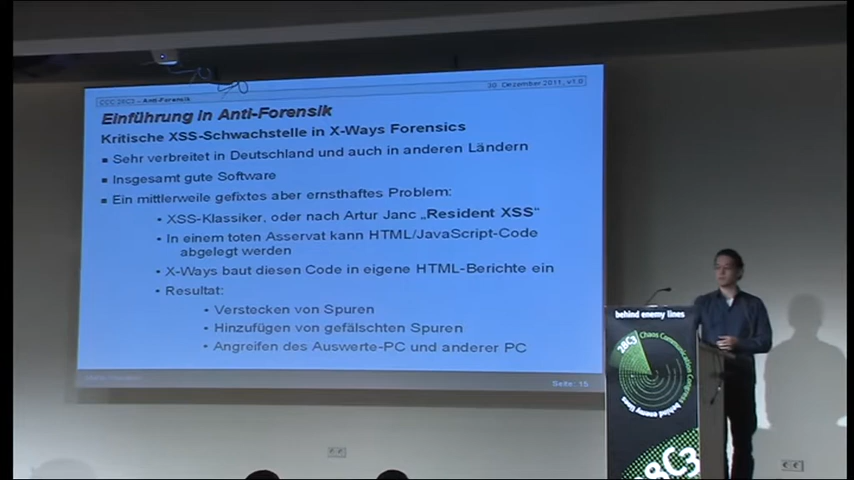 CCC 28C3 – Anti-Forensik
30. Dezember 2011, v1.0
Einführung in Anti-Forensik
Kritische XSS-Schwachstelle in X-Ways Forensics
▪ Sehr verbreitet in Deutschland und auch in anderen Ländern
▪ Insgesamt gute Software
▪ Ein mittlerweile gefixtes aber ernsthaftes Problem:
• XSS-Klassiker, oder nach Artur Janc „Resident XSS“
• In einem toten Asservat kann HTML/JavaScript-Code
abgelegt werden
• X-Ways baut diesen Code in eigene HTML-Berichte ein
• Resultat:
• Verstecken von Spuren
• Hinzufügen von gefälschten Spuren
• Angreifen des Auswerte-PC und anderer PC
Seite: 15
behind enemy lines
28C3
Chaos Communication Congress
behind enemy lines
28C3